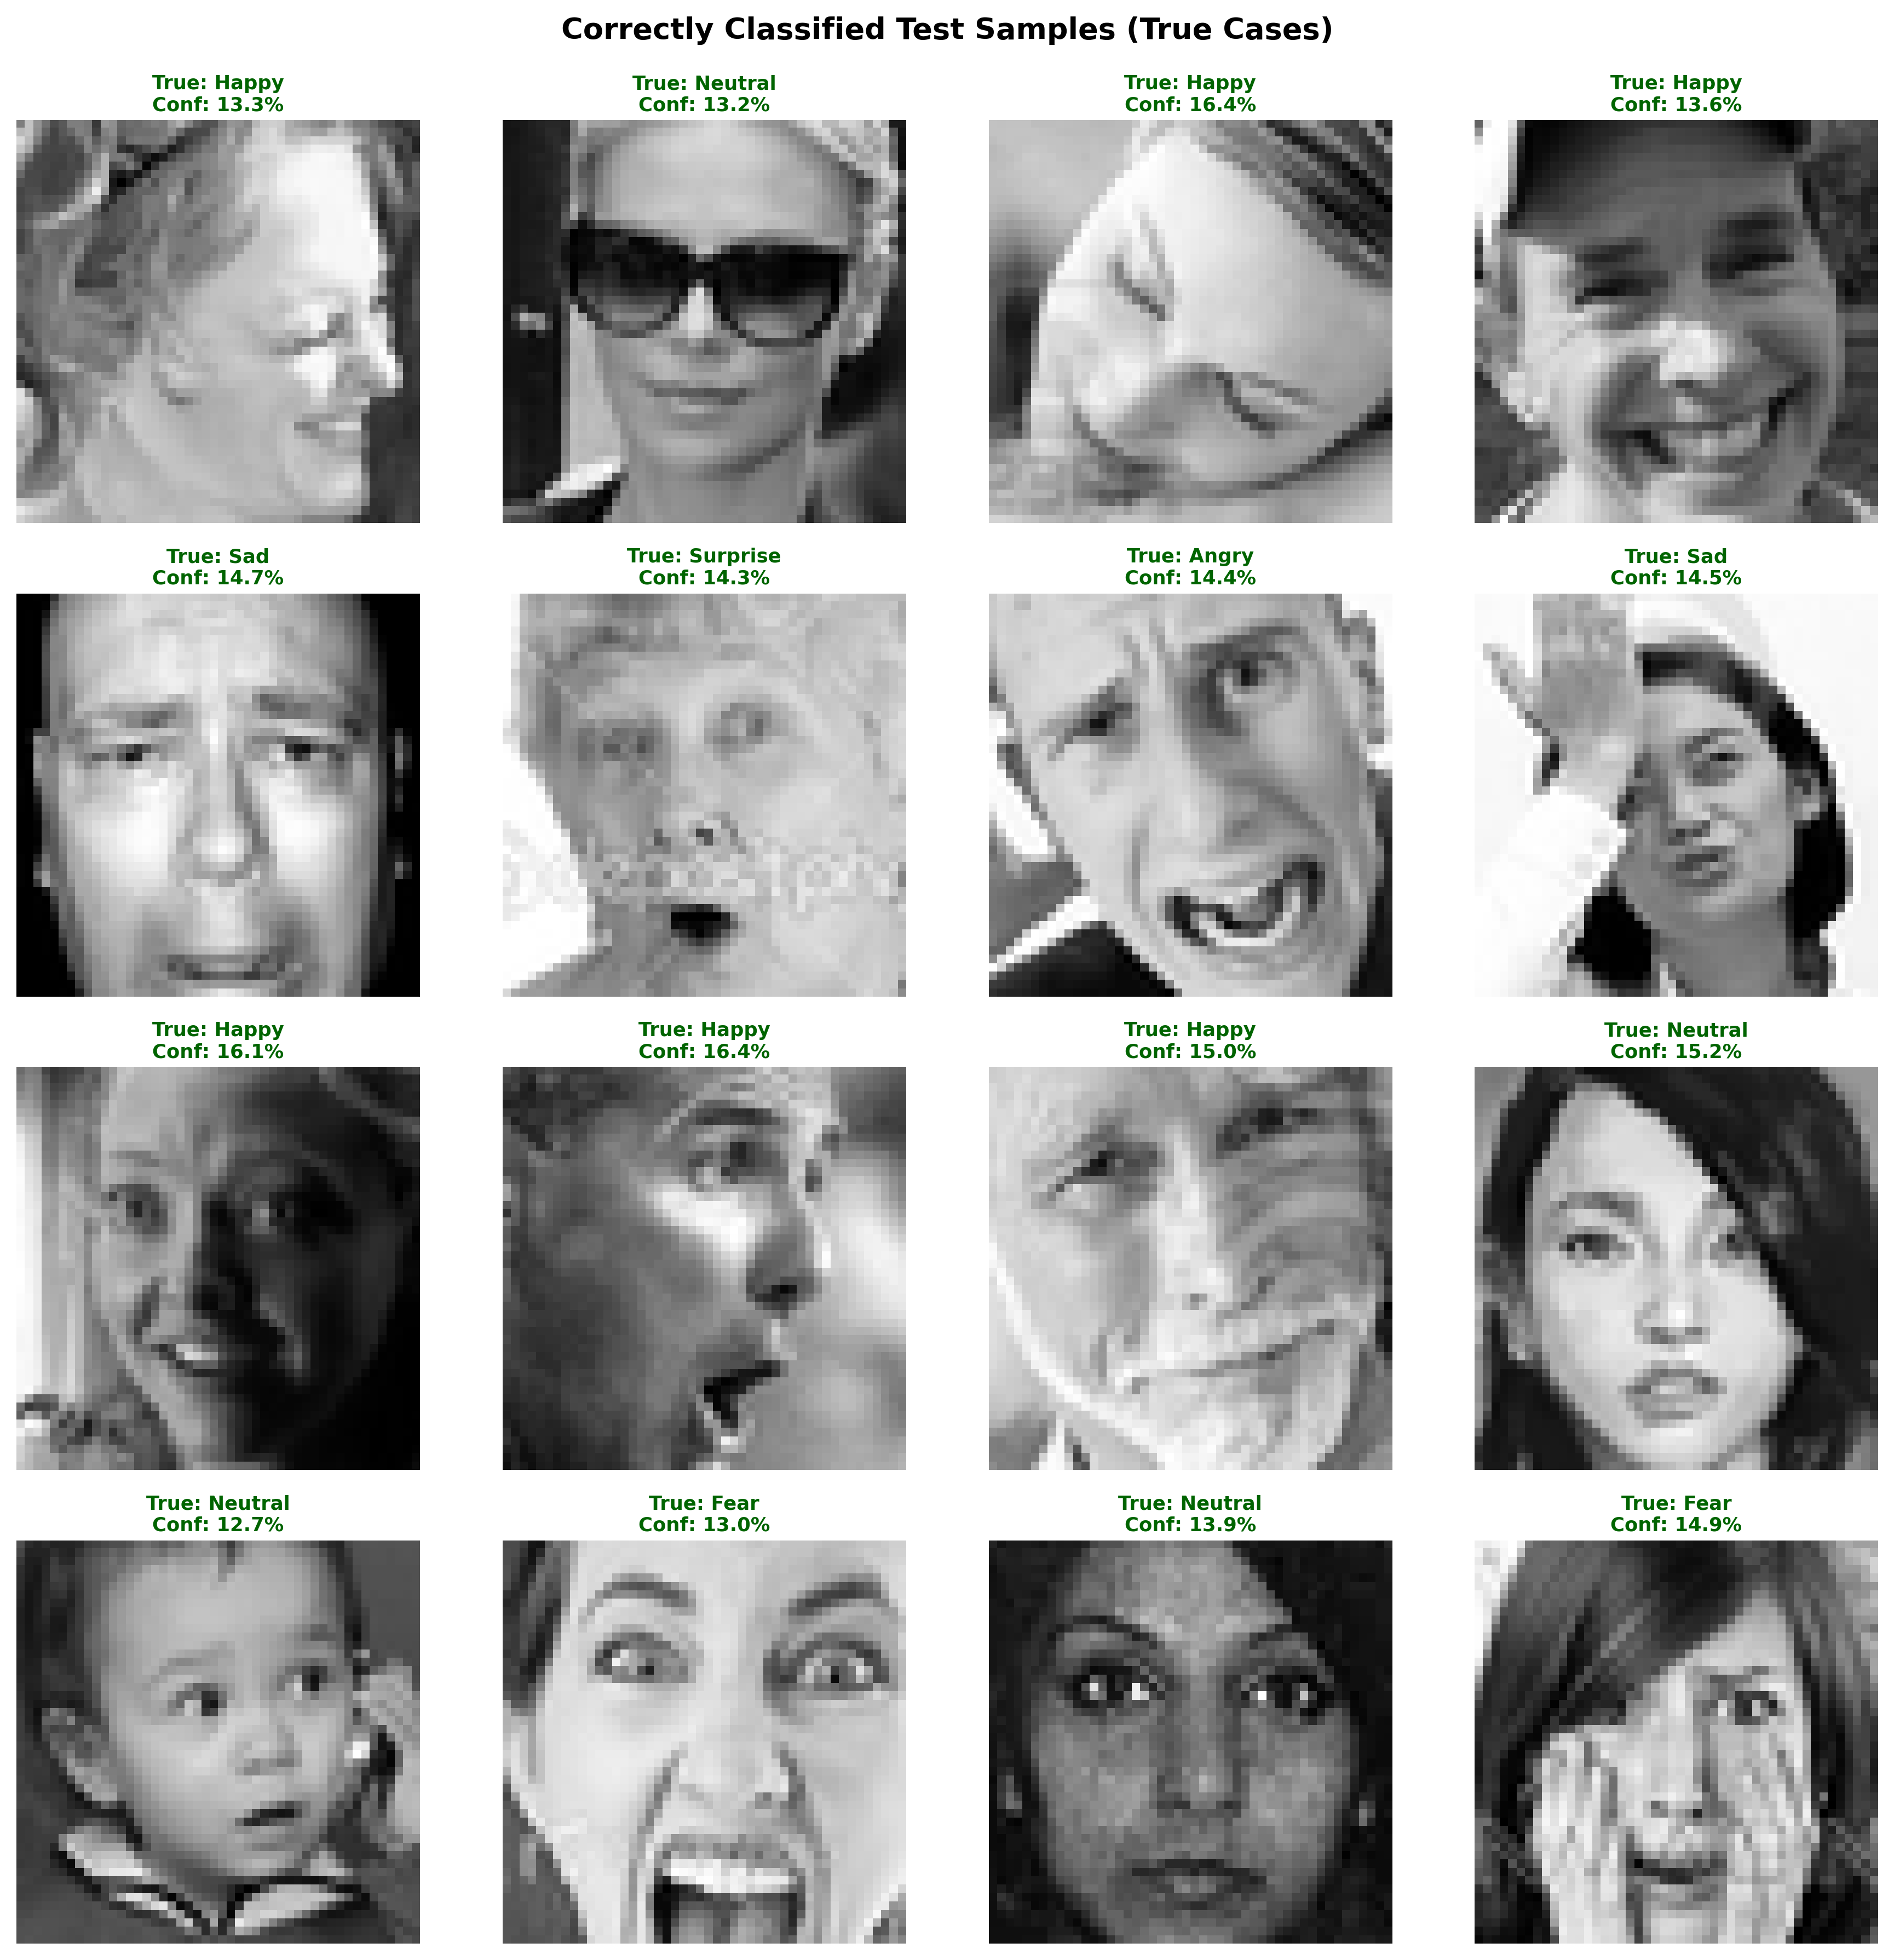 Correctly Classified Test Samples (True Cases)
True: Happy
Conf: 13.3%
True: Neutral
Conf: 13.2%
True: Happy
Conf: 16.4%
True: Happy
Conf: 13.6%
True: Sad
Conf: 14.7%
True: Surprise
Conf: 14.3%
True: Angry
Conf: 14.4%
True: Sad
Conf: 14.5%
True: Happy
Conf: 16.1%
True: Happy
Conf: 16.4%
True: Happy
Conf: 15.0%
True: Neutral
Conf: 15.2%
True: Neutral
Conf: 12.7%
True: Fear
Conf: 13.0%
True: Neutral
Conf: 13.9%
True: Fear
Conf: 14.9%